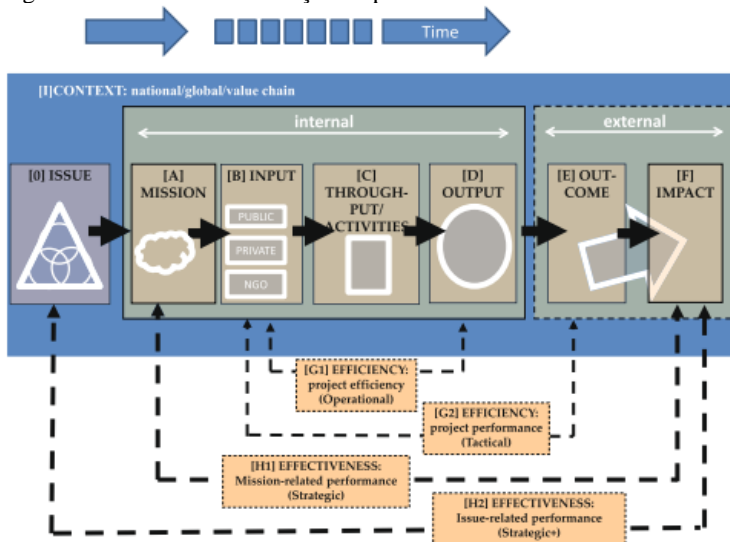 Time
[I]CONTEXT: national/global/value chain
internal
external
[0] ISSUE
[A]
MISSION
[B] INPUT
[C]
THROUGH-
PUT/
ACTIVITIES
[D]
OUTPUT
[E] OUT-
COME
[F]
IMPACT
PUBLIC
PRIVATE
NGO
[G1] EFFICIENCY:
project efficiency
(Operational)
[G2] EFFICIENCY:
project performance
(Tactical)
[H1] EFFECTIVENESS:
Mission-related performance
(Strategic)
[H2] EFFECTIVENESS:
Issue-related performance
(Strategic+)